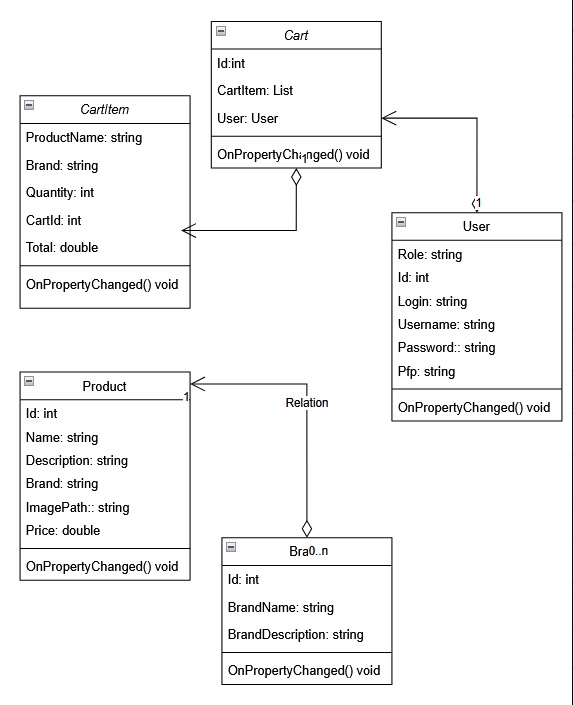 Cart
Id:int
CartItem: List
User: User
OnPropertyChanged() void
1
CartItem
ProductName: string
Brand: string
Quantity: int
CartId: int
Total: double
OnPropertyChanged() void
1
User
Role: string
Id: int
Login: string
Username: string
Password:: string
Pfp: string
OnPropertyChanged() void
Product
1
Id: int
Name: string
Description: string
Brand: string
ImagePath:: string
Price: double
OnPropertyChanged() void
Relation
0..n
Id: int
BrandName: string
BrandDescription: string
OnPropertyChanged() void